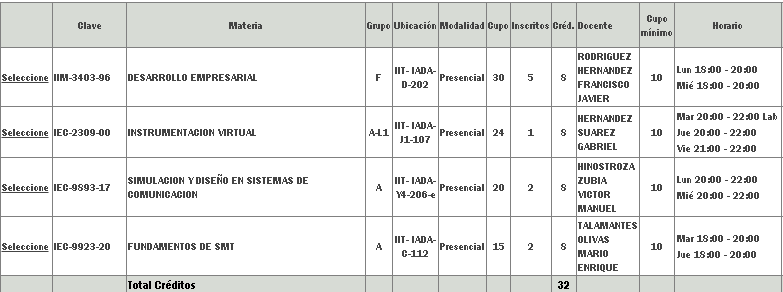 Clave Materia Grupo Ubicación Modalidad Cupo Inscritos Créd. Docente Cupo mínimo Horario
Seleccione IIM-3403-96 DESARROLLO EMPRESARIAL F IIT- IADA-D-202 Presencial 30 5 8 RODRIGUEZ HERNANDEZ FRANCISCO JAVIER 10 Lun 18:00 - 20:00
Mié 18:00 - 20:00
Seleccione IEC-2309-00 INSTRUMENTACION VIRTUAL A-L1 IIT- IADA-J1-107 Presencial 24 1 8 HERNANDEZ SUAREZ GABRIEL 10 Mar 20:00 - 22:00 Lab
Jue 20:00 - 22:00
Vie 21:00 - 22:00
Seleccione IEC-9893-17 SIMULACION Y DISEÑO EN SISTEMAS DE COMUNICACION A IIT- IADA-Y4-206-e Presencial 20 2 8 HINOSTROZA ZUBIA VICTOR MANUEL 10 Lun 20:00 - 22:00
Mié 20:00 - 22:00
Seleccione IEC-9923-20 FUNDAMENTOS DE SMT A IIT- IADA-C-112 Presencial 15 2 8 TALAMANTES OLIVAS MARIO ENRIQUE 10 Mar 18:00 - 20:00
Jue 18:00 - 20:00
Total Créditos 32